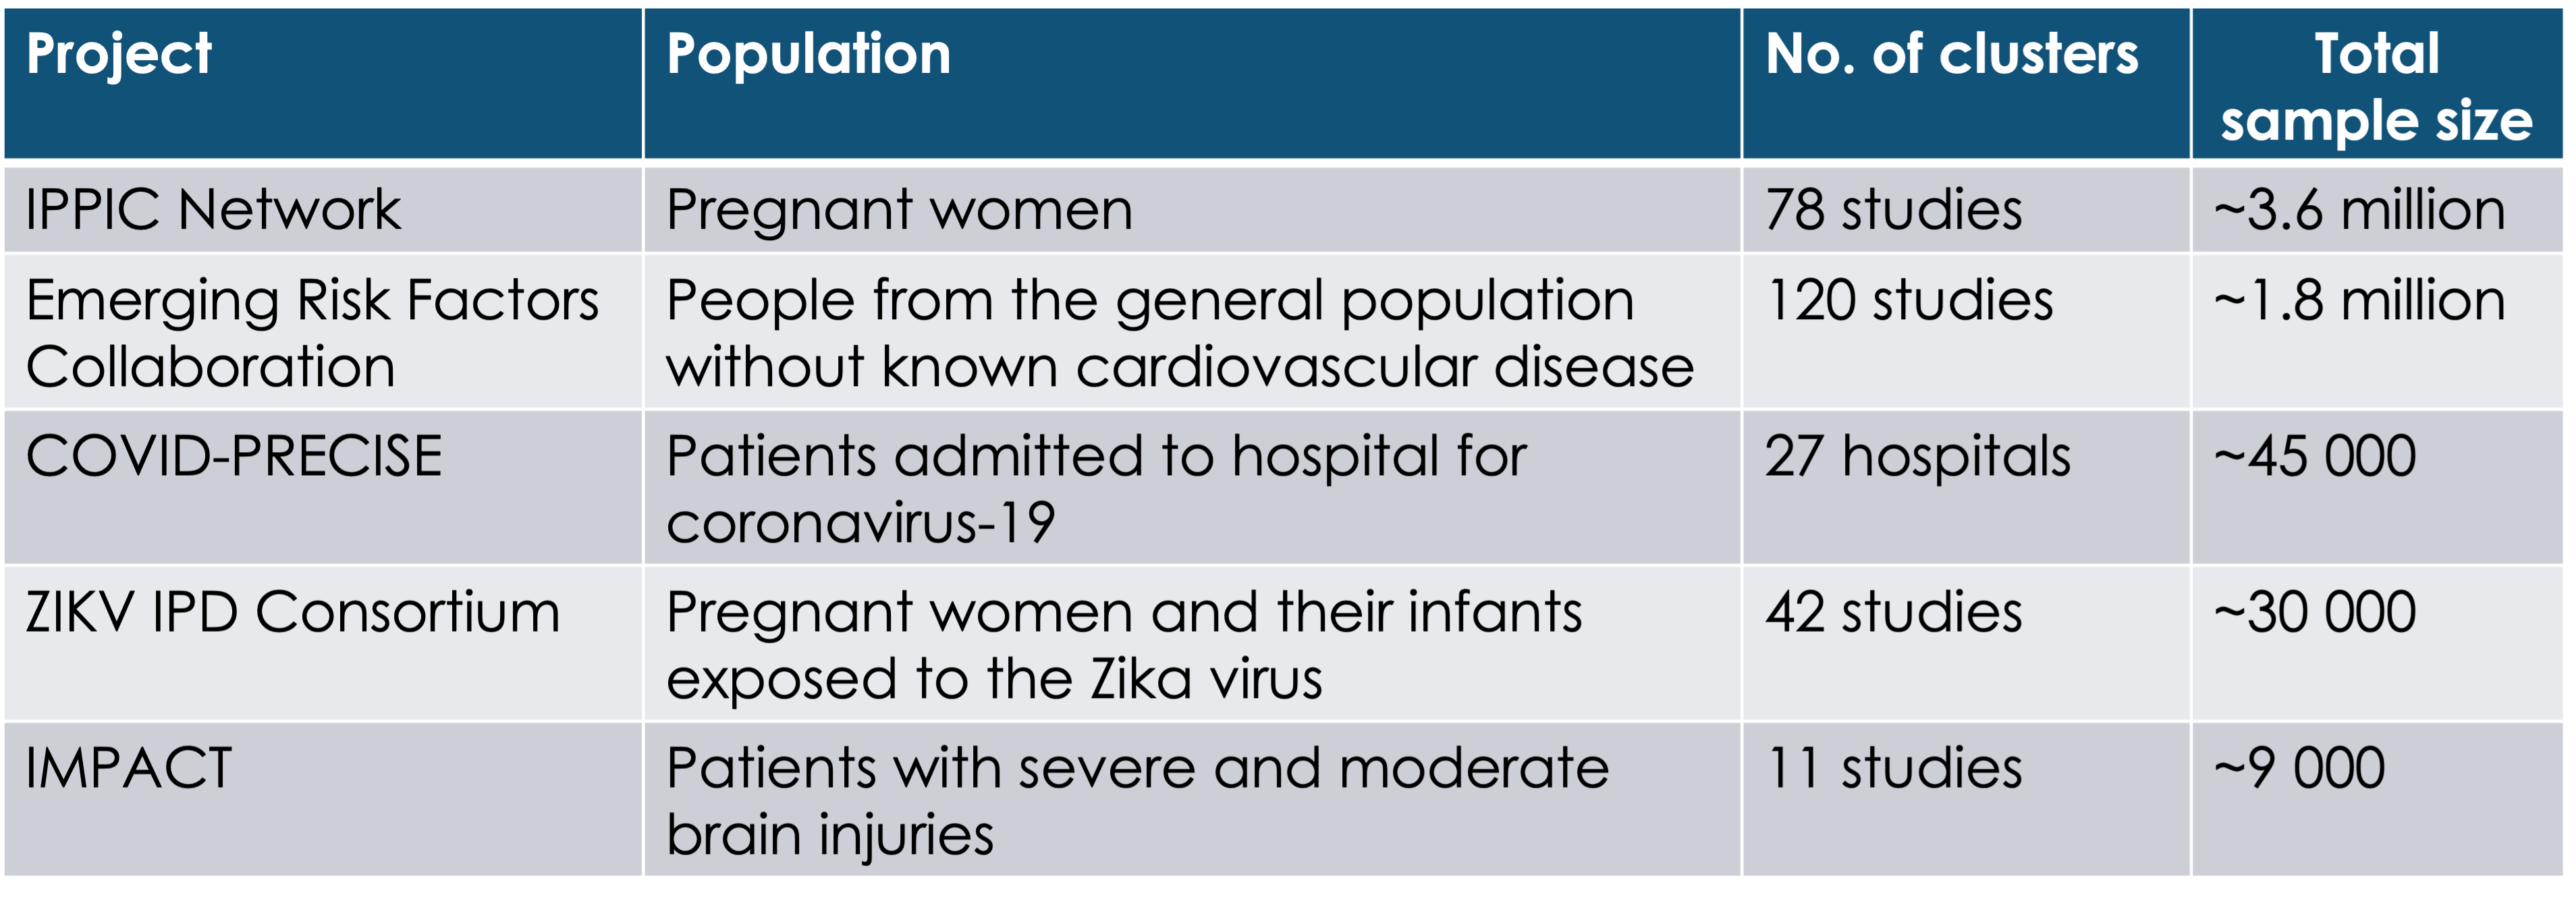 Project
Population
No. of clusters
Total
sample size
IPPIC Network
Pregnant women
78 studies
~3.6 million
Emerging Risk Factors
Collaboration
People from the general population
without known cardiovascular disease
120 studies
~1.8 million
COVID-PRECISE
Patients admitted to hospital for
coronavirus-19
27 hospitals
~45 000
ZIKV IPD Consortium
Pregnant women and their infants
exposed to the Zika virus
42 studies
~30 000
IMPACT
Patients with severe and moderate
brain injuries
11 studies
~9 000